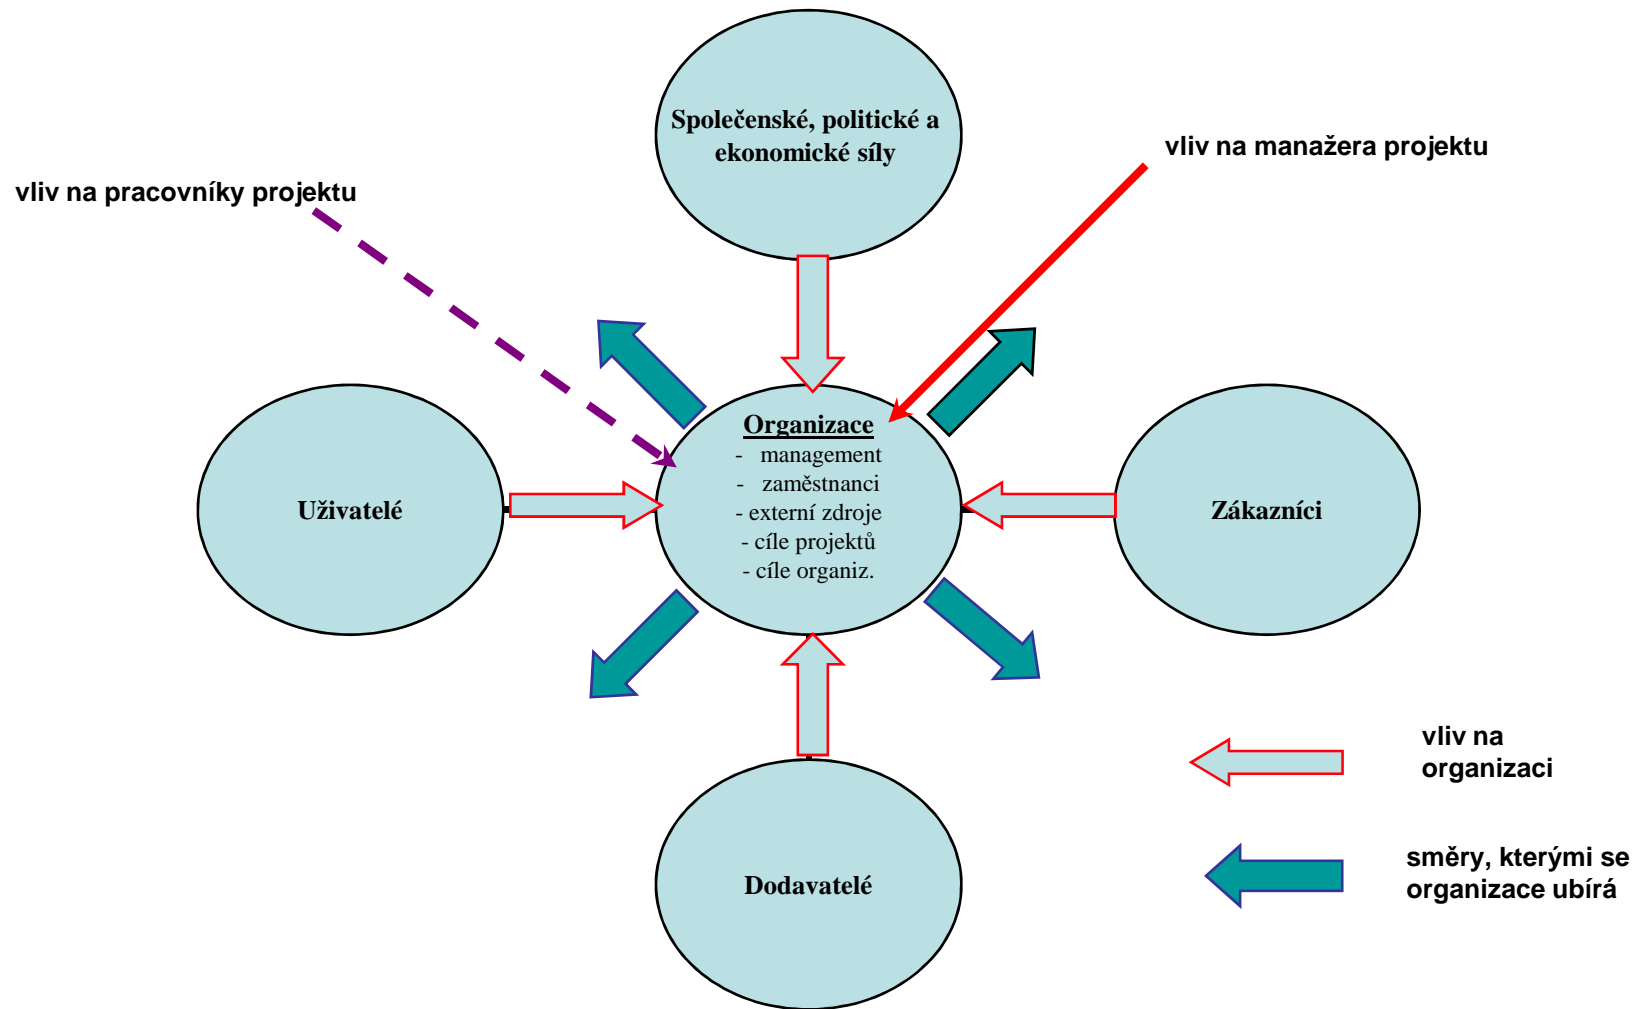 Společenské, politické a
ekonomické síly
vliv na manažera projektu
vliv na pracovníky projektu
Organizace
- management
- zaměstnanci
- externí zdroje
- cíle projektů
- cíle organiz.
Uživatelé
Zákazníci
vliv na
organizaci
směry, kterými se
organizace ubírá
Dodavatelé